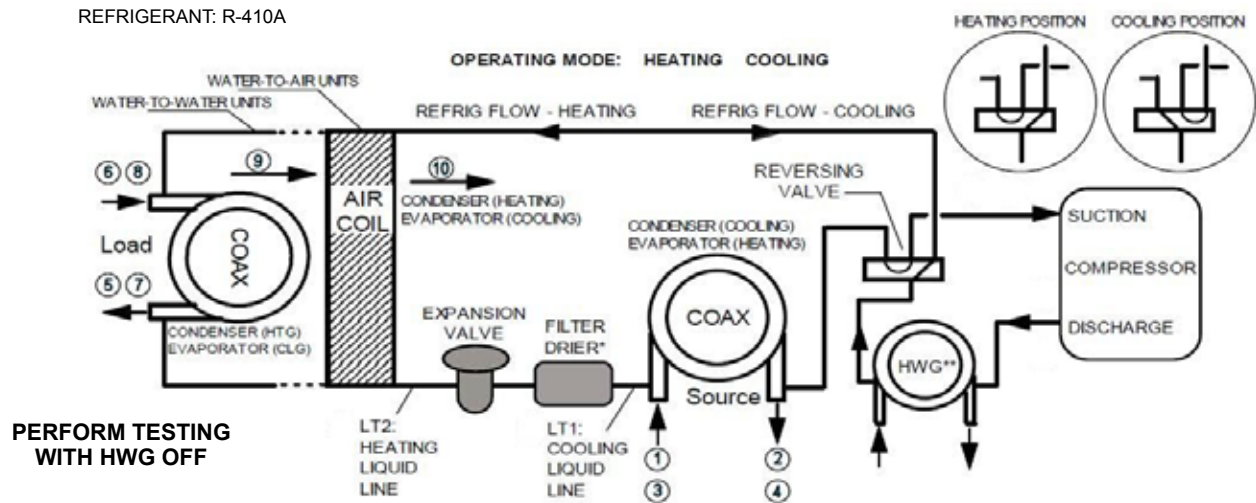 REFRIGERANT: R-410A
HEATING POSITION
COOLING POSITION
OPERATING MODE: HEATING COOLING
WATER-TO-AIR UNITS
WATER-TO-WATER UNITS
REFRIG FLOW - HEATING
REFRIG FLOW - COOLING
⑥ ⑧
⑨
⑩
Load
⑤ ⑦
COAX
CONDENSER (HTG)
EVAPORATOR (CLG)
AIR
COIL
CONDENSER (HEATING)
EVAPORATOR (COOLING)
CONDENSER (COOLING)
EVAPORATOR (HEATING)
REVERSING
VALVE
SUCTION
COMPRESSOR
DISCHARGE
EXPANSION
VALVE
FILTER
DRIER*
COAX
Source
HWG**
LT2:
HEATING
LIQUID
LINE
LT1:
COOLING
LIQUID
LINE
①
③
②
④
PERFORM TESTING
WITH HWG OFF